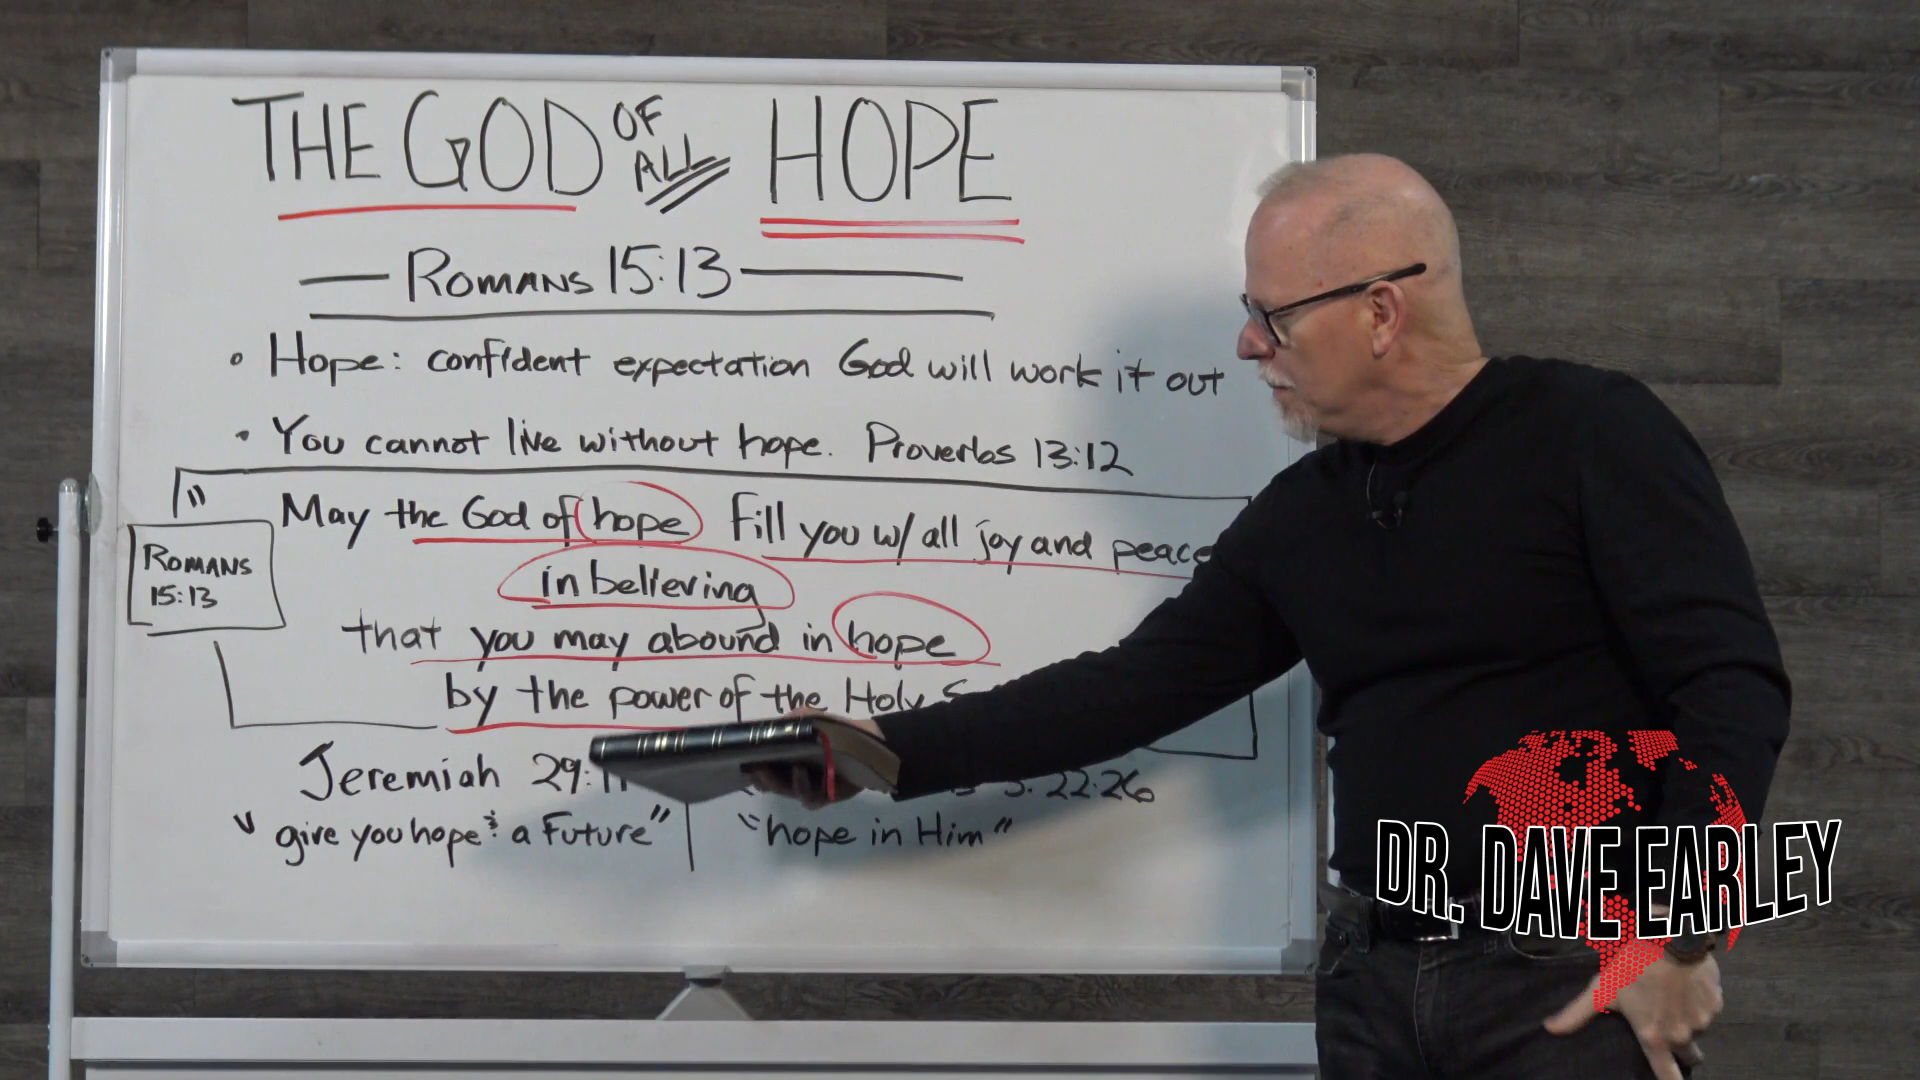 THE GOD OF ALL HOPE
ROMANS 15:13
• Hope: confident expectation God will work it out
• You cannot live without hope. Proverbs 13:12
" May the God of hope Fill you w/ all joy and peace
ROMANS 15:13
in believing
that you may abound in hope
by the power of the Holy
Jeremiah 29:11
22-26
" give you hope & a Future"
"hope in Him"
DR. DAVE EARLEY